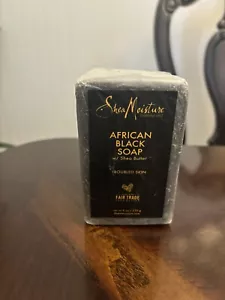 SheaMoisture
AFRICAN
BLACK
SOAP
w/ Shea Butter
TROUBLED SKIN
FAIR TRADE